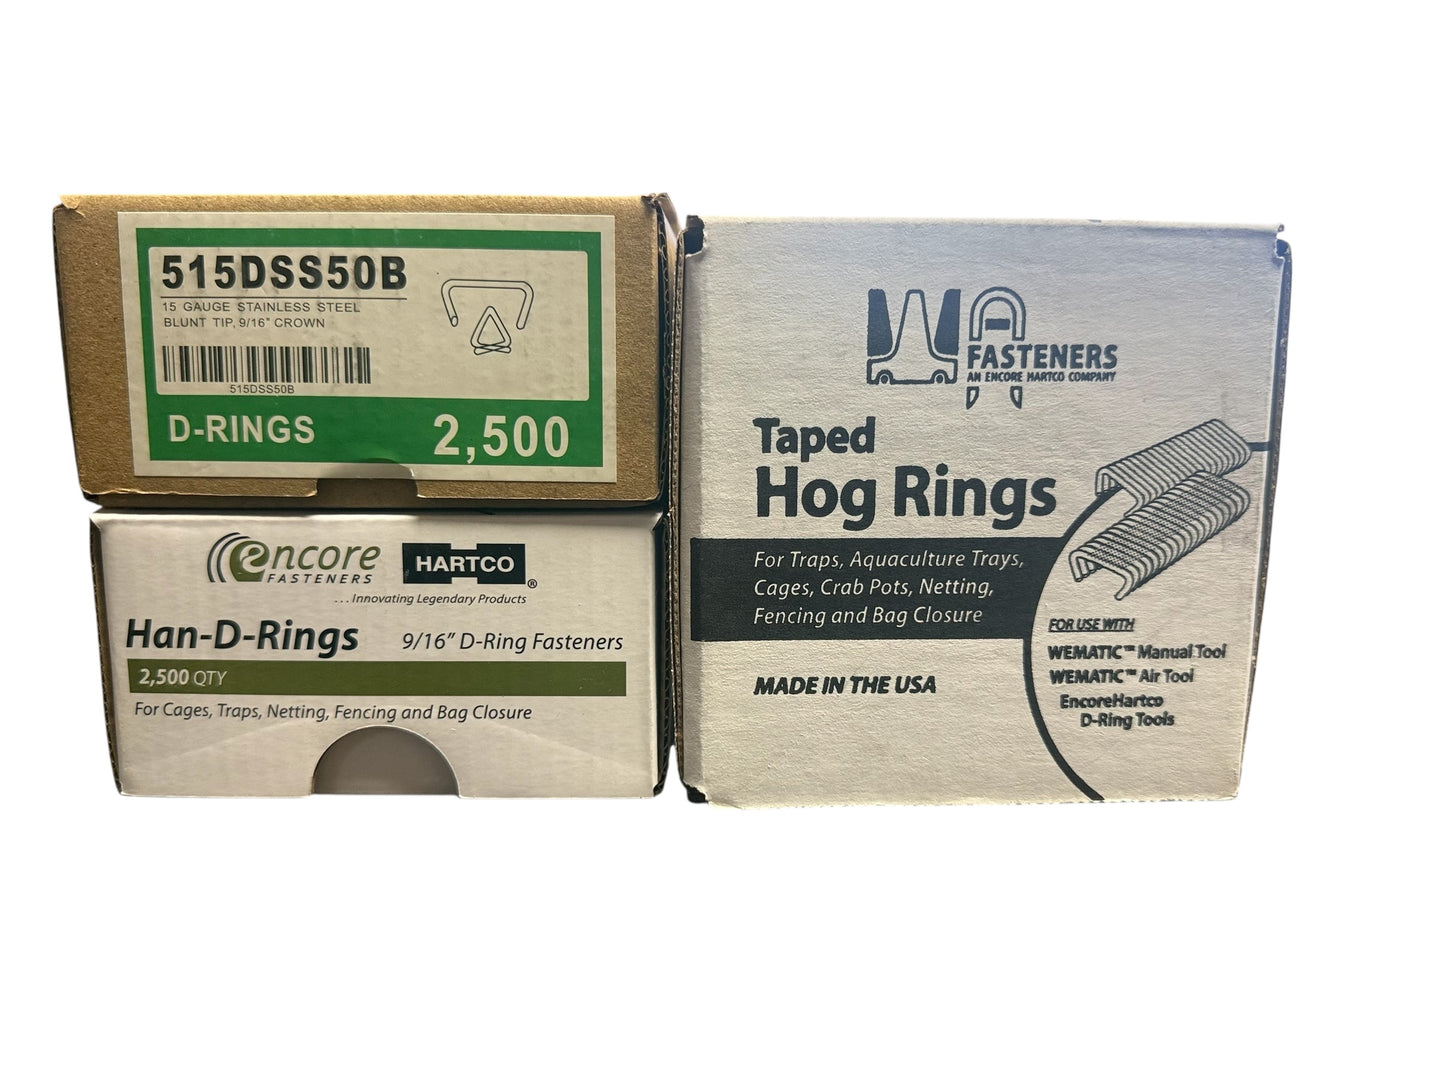 515DSS50B
15 GAUGE STAINLESS STEEL
BLUNT TIP, 9/16" CROWN
515DSS50B
D-RINGS
2,500
encore
FASTENERS
HARTCO
®
...Innovating Legendary Products
Han-D-Rings
9/16" D-Ring Fasteners
2,500 QTY
For Cages, Traps, Netting, Fencing and Bag Closure
WA
FASTENERS
AN ENCORE HARTCO COMPANY
Taped
Hog Rings
For Traps, Aquaculture Trays,
Cages, Crab Pots, Netting,
Fencing and Bag Closure
MADE IN THE USA
FOR USE WITH
WEMATIC™ Manual Tool
WEMATIC™ Air Tool
EncoreHartco
D-Ring Tools